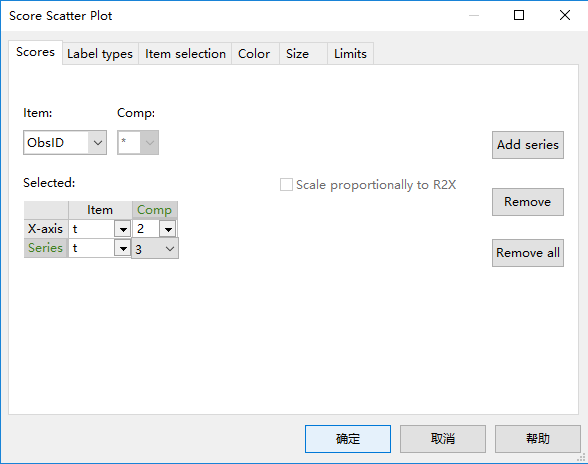 Score Scatter Plot
Scores Label types Item selection Color Size Limits
Item: Comp:
ObsID * Add series
Selected: Scale proportionally to R2X
Remove
Item Comp
X-axis t 2
Series t 3
Remove all
确定 取消 帮助